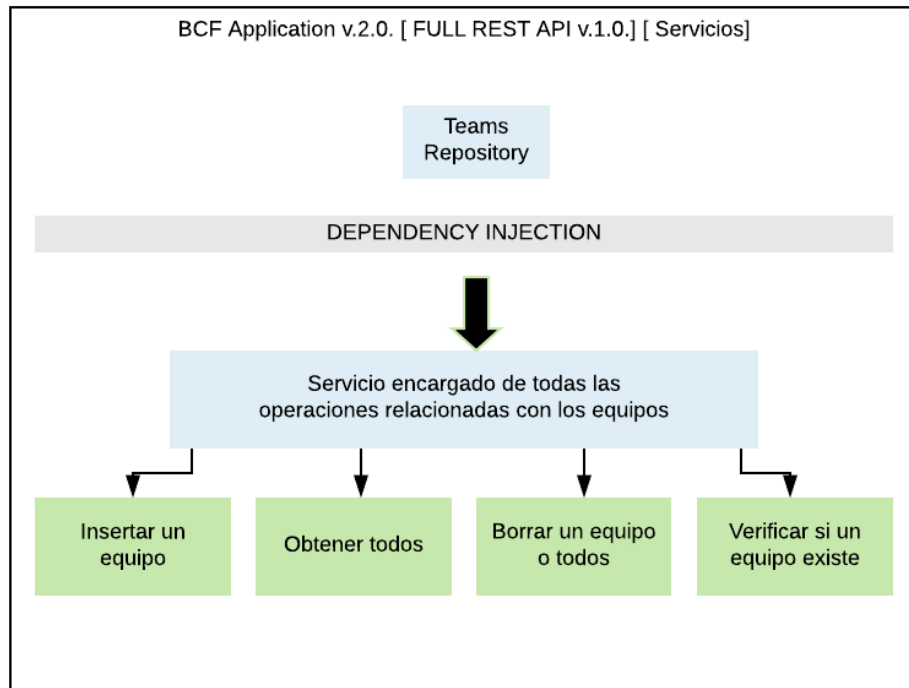 BCF Application v.2.0. [ FULL REST API v.1.0.] [ Servicios]
Teams
Repository
DEPENDENCY INJECTION
Servicio encargado de todas las
operaciones relacionadas con los equipos
Insertar un
equipo
Obtener todos
Borrar un equipo
o todos
Verificar si un
equipo existe